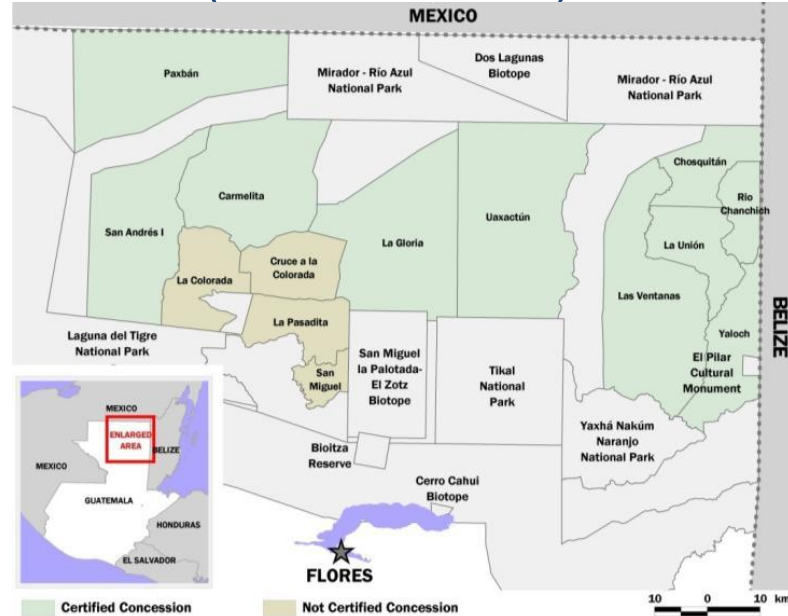 MEXICO
Paxbán
Mirador - Río Azul
National Park
Dos Lagunas
Biotope
Mirador - Río Azul
National Park
Chosquitán
Carmelita
Rio
Chanchich
San Andrés I
La Gloria
Uaxactún
La Unión
Cruce a la
Colorada
La Colorada
Las Ventanas
BELIZE
La Pasadita
Laguna del Tigre
National Park
Yaloch
El Pilar
Cultural
Monument
San Miguel
la Palotada-
El Zotz
Biotope
Tikal
National
Park
San
Miguel
Yaxhá Nakúm
Naranjo
National Park
Bioitza
Reserve
Cerro Cahui
Biotope
FLORES
MEXICO
ENLARGED
AREA
BELIZE
MEXICO
GUATEMALA
HONDURAS
EL SALVADOR
Certified Concession
Not Certified Concession
10 0 10 km